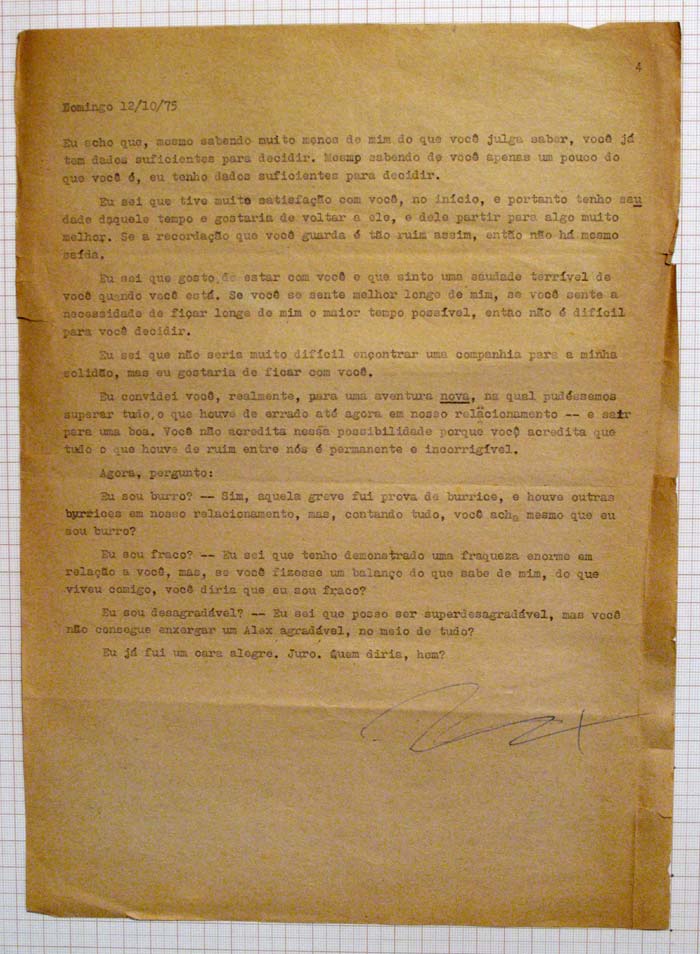 4
Domingo 12/10/75
Eu acho que, mesmo sabendo muito menos de mim do que você julga saber, você já
tem dados suficientes para decidir. Mesmo sabendo de você apenas um pouco do
que você é, eu tenho dados suficientes para decidir.
Eu sei que tive muita satisfação com você, no início, e portanto tenho sau
dade daquele tempo e gostaria de voltar a ele, e dele partir para algo muito
melhor. Se a recordação que você guarda é tão ruim assim, então não há mesmo
saída.
Eu sei que gosto de estar com você e que sinto uma saudade terrível de
você quando você está. Se você se sente melhor longe de mim, se você sente a
necessidade de ficar longe de mim o maior tempo possível, então não é difícil
para você decidir.
Eu sei que não seria muito difícil encontrar uma companhia para a minha
solidão, mas eu gostaria de ficar com você.
Eu convidei você, realmente, para uma aventura nova, na qual pudéssemos
superar tudo o que houve de errado até agora em nosso relacionamento -- e sair
para uma boa. Você não acredita nessa possibilidade porque você acredita que
tudo o que houve de ruim entre nós é permanente e incorrigível.
Agora, pergunto:
Eu sou burro? -- Sim, aquela greve fui prova de burrice, e houve outras
burrices em nosso relacionamento, mas, contando tudo, você acha mesmo que eu
sou burro?
Eu sou fraco? -- Eu sei que tenho demonstrado uma fraqueza enorme em
relação a você, mas, se você fizesse um balanço do que sabe de mim, do que
viveu comigo, você diria que eu sou fraco?
Eu sou desagradável? -- Eu sei que posso ser superdesagradável, mas você
não consegue enxergar um Alex agradável, no meio de tudo?
Eu já fui um cara alegre. Juro. Quem diria, hem?